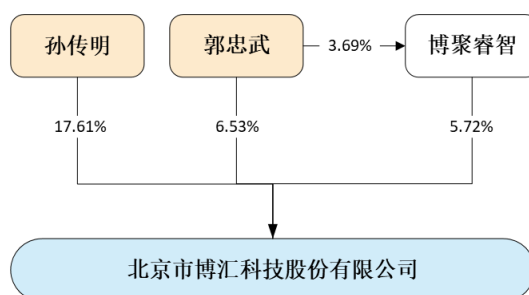 孙传明
郭忠武
3.69%
博聚睿智
17.61%
6.53%
5.72%
北京市博汇科技股份有限公司